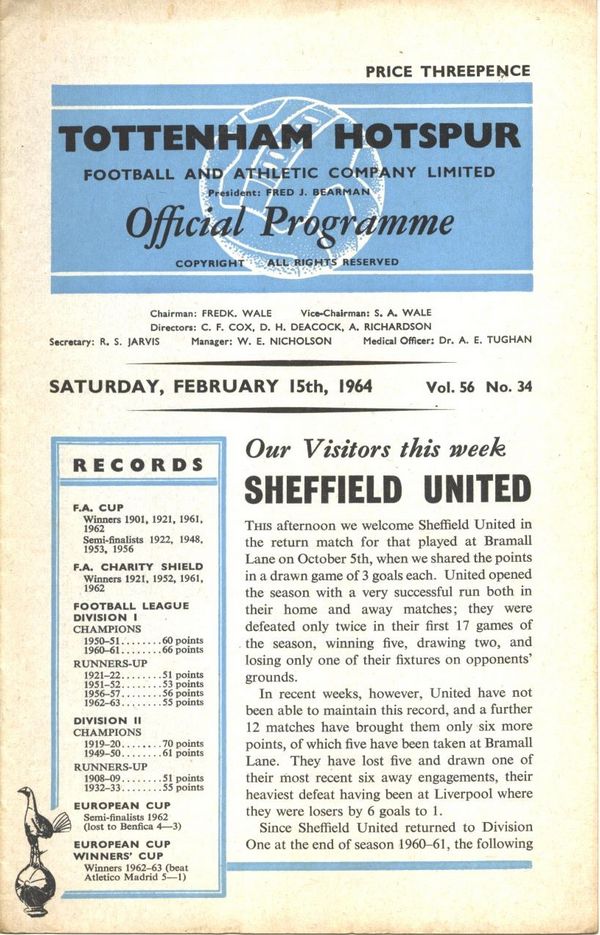 PRICE THREEPENCE
TOTTENHAM HOTSPUR
FOOTBALL AND ATHLETIC COMPANY LIMITED
President: FRED J. BEARMAN
Official Programme
COPYRIGHT ALL RIGHTS RESERVED
Chairman: FREDK. WALE Vice-Chairman: S. A. WALE
Directors: C. F. COX, D. H. DEACOCK, A. RICHARDSON
Secretary: R. S. JARVIS Manager: W. E. NICHOLSON Medical Officer: Dr. A. E. TUGHAN
SATURDAY, FEBRUARY 15th, 1964 Vol. 56 No. 34
RECORDS
F.A. CUP
Winners 1901, 1921, 1961,
1962
Semi-finalists 1922, 1948,
1953, 1956
F.A. CHARITY SHIELD
Winners 1921, 1952, 1961,
1962
FOOTBALL LEAGUE
DIVISION I
CHAMPIONS
1950–51........60 points
1960–61........66 points
RUNNERS-UP
1921–22........51 points
1951–52........53 points
1956–57........56 points
1962–63........55 points
DIVISION II
CHAMPIONS
1919–20........70 points
1949–50........61 points
RUNNERS-UP
1908–09........51 points
1932–33........55 points
EUROPEAN CUP
Semi-finalists 1962
(lost to Benfica 4—3)
EUROPEAN CUP
WINNERS' CUP
Winners 1962–63 (beat
Atletico Madrid 5—1)
Our Visitors this week
SHEFFIELD UNITED
THIS afternoon we welcome Sheffield United in
the return match for that played at Bramall
Lane on October 5th, when we shared the points
in a drawn game of 3 goals each. United opened
the season with a very successful run both in
their home and away matches; they were
defeated only twice in their first 17 games of
the season, winning five, drawing two, and
losing only one of their fixtures on opponents'
grounds.
In recent weeks, however, United have not
been able to maintain this record, and a further
12 matches have brought them only six more
points, of which five have been taken at Bramall
Lane. They have lost five and drawn one of
their most recent six away engagements, their
heaviest defeat having been at Liverpool where
they were losers by 6 goals to 1.
Since Sheffield United returned to Division
One at the end of season 1960–61, the following